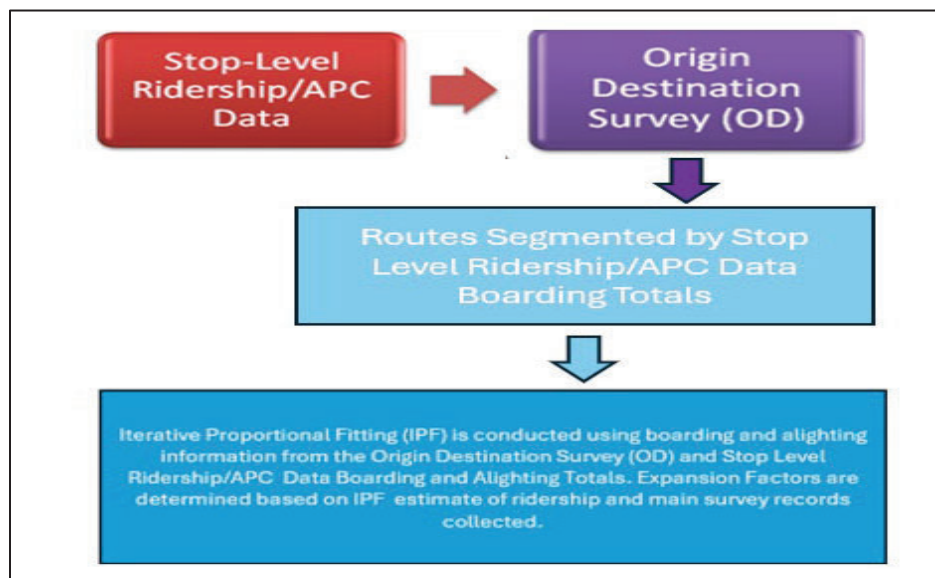 Stop-Level
Ridership/APC
Data
Origin
Destination
Survey (OD)
Routes Segmented by Stop
Level Ridership/APC Data
Boarding Totals
Iterative Proportional Fitting (IPF) is conducted using boarding and alighting
information from the Origin Destination Survey (OD) and Stop Level
Ridership/APC Data Boarding and Alighting Totals. Expansion Factors are
determined based on IPF estimate of ridership and main survey records
collected.